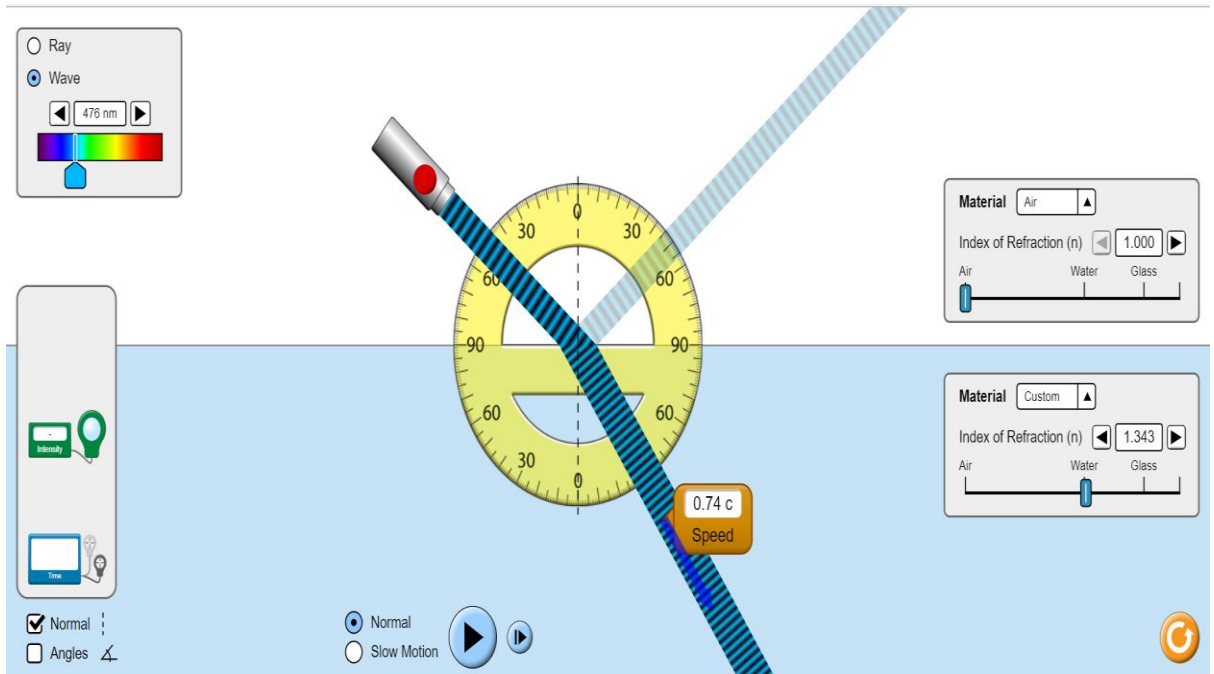 Ray
Wave
476 nm
0
30
30
60
60
90
90
60
60
30
30
0
Material Air
Index of Refraction (n) 1.000
Air Water Glass
Material Custom
Index of Refraction (n) 1.343
Air Water Glass
-
Intensity
Time
0.74 c
Speed
Normal
Angles
Normal
Slow Motion